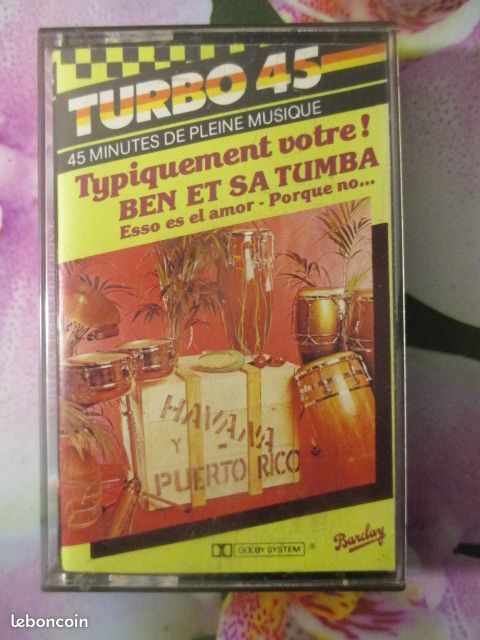 TURBO 45
45 MINUTES DE PLEINE MUSIQUE
Typiquement votre !
BEN ET SA TUMBA
Esso es el amor - Porque no...
HAVANA
Y -
PUERTO RICO
DOLBY SYSTEM ®
Barclay
leboncoin